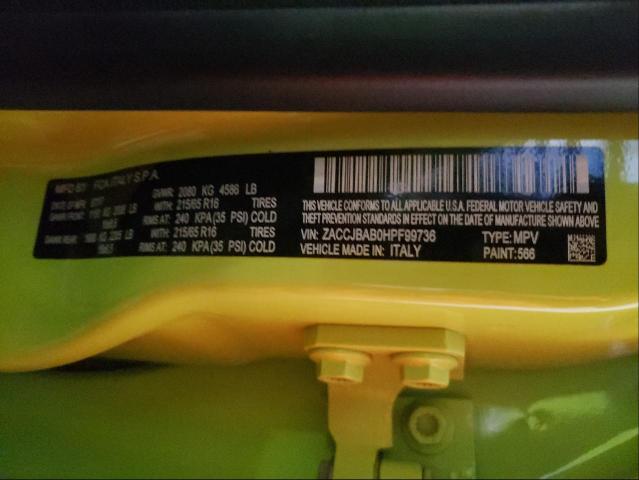 MFD BY: FCA ITALY S.P.A.
GVWR: 2080 KG 4586 LB
WITH: 215/65 R16 TIRES
RIMS AT: 240 KPA (35 PSI) COLD
WITH: 215/65 R16 TIRES
RIMS AT: 240 KPA (35 PSI) COLD
THIS VEHICLE CONFORMS TO ALL APPLICABLE U.S.A. FEDERAL MOTOR VEHICLE SAFETY
STANDARDS IN EFFECT ON THE DATE OF MANUFACTURE SHOWN ABOVE
VIN: ZACCJBAB0HPF99736 TYPE: MPV
VEHICLE MADE IN: ITALY PAINT: 566